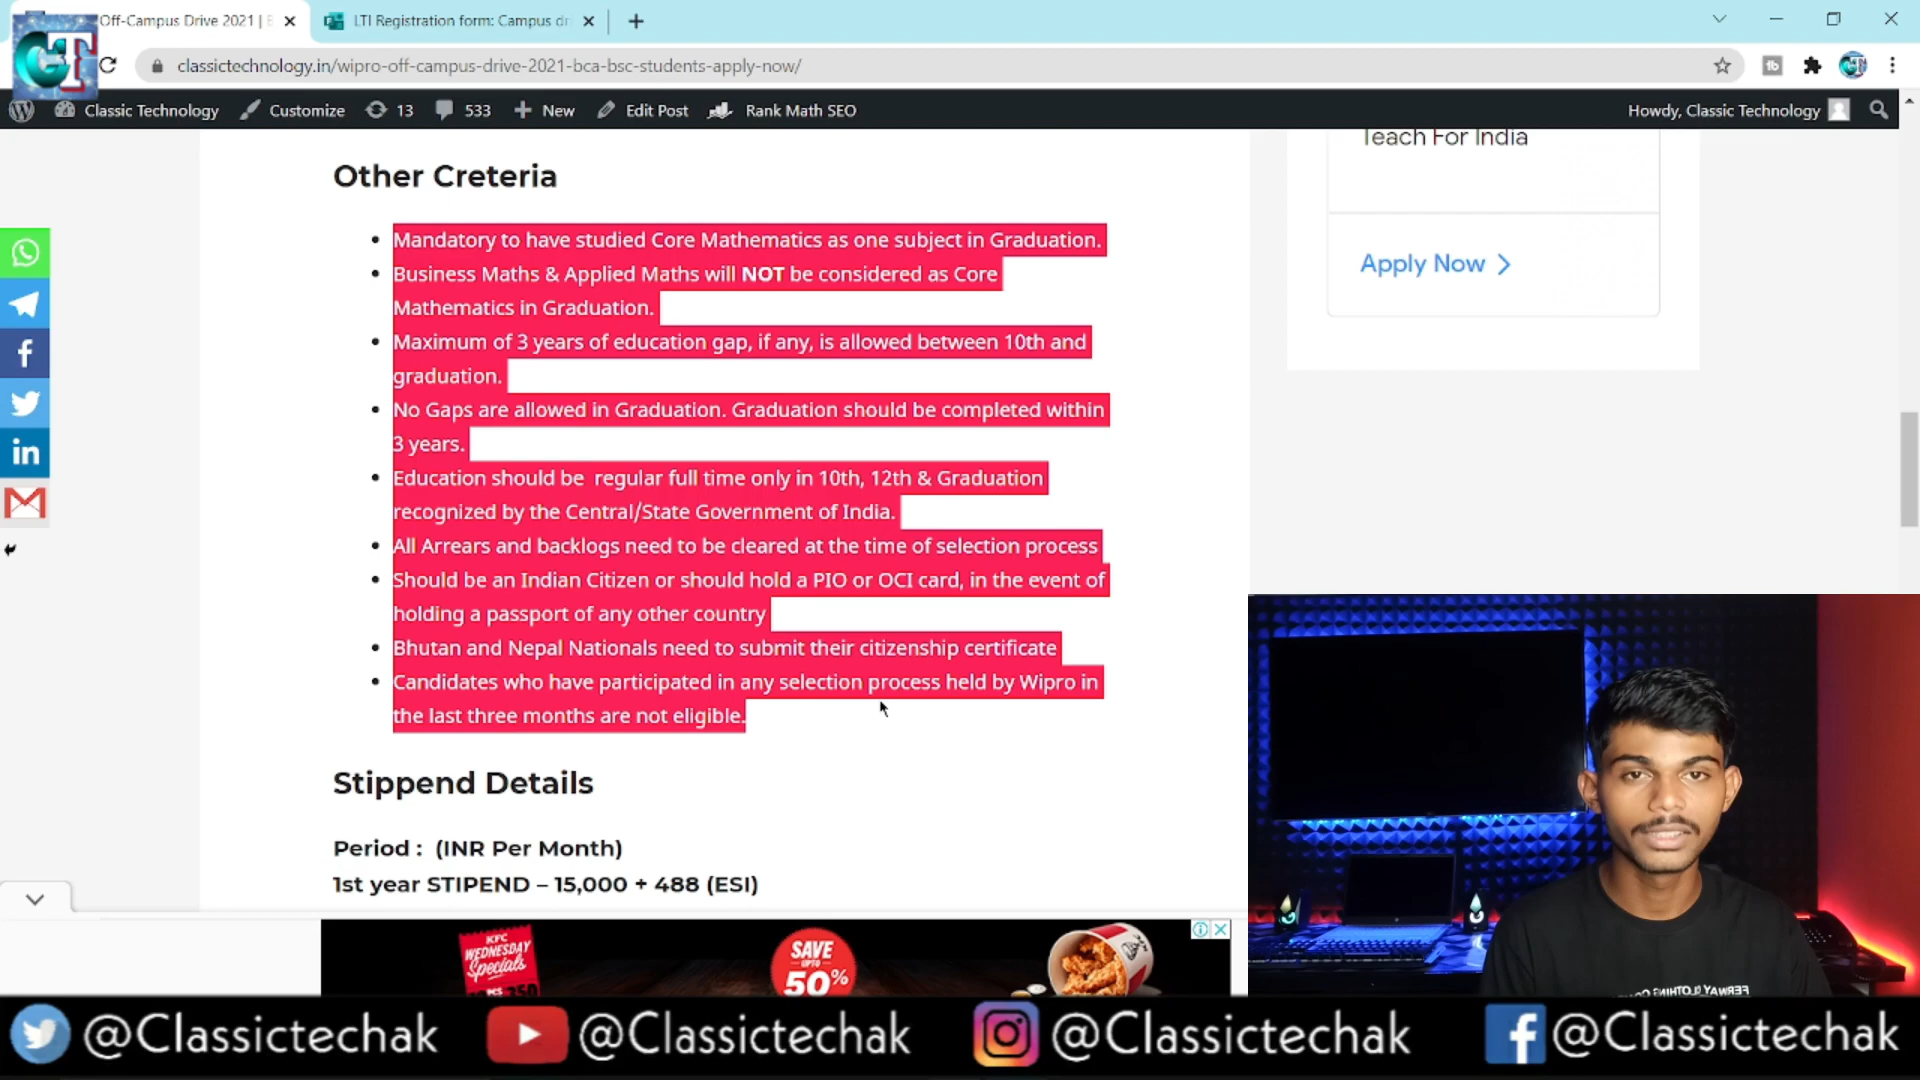 Off-Campus Drive 2021 |
LTI Registration form: Campus dr
CT
classictechnology.in/wipro-off-campus-drive-2021-bca-bsc-students-apply-now/
Classic Technology
Customize
13
533
New
Edit Post
Rank Math SEO
Howdy, Classic Technology
Teach For India
Apply Now
Other Creteria
Mandatory to have studied Core Mathematics as one subject in Graduation.
Business Maths & Applied Maths will NOT be considered as Core
Mathematics in Graduation.
Maximum of 3 years of education gap, if any, is allowed between 10th and
graduation.
No Gaps are allowed in Graduation. Graduation should be completed within
3 years.
Education should be regular full time only in 10th, 12th & Graduation
recognized by the Central/State Government of India.
All Arrears and backlogs need to be cleared at the time of selection process
Should be an Indian Citizen or should hold a PIO or OCI card, in the event of
holding a passport of any other country
Bhutan and Nepal Nationals need to submit their citizenship certificate
Candidates who have participated in any selection process held by Wipro in
the last three months are not eligible.
Stippend Details
Period : (INR Per Month)
1st year STIPEND – 15,000 + 488 (ESI)
KFC
WEDNESDAY
Specials
SAVE
UPTO
50%
@Classictechak
@Classictechak
@Classictechak
@Classictechak